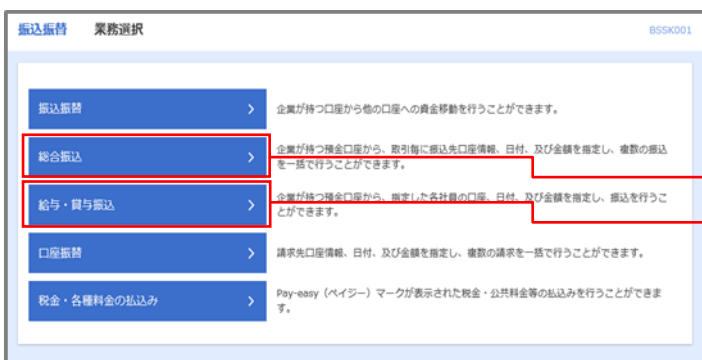 振込振替 業務選択 BSSK001
振込振替 >
企業が持つ口座から他の口座への資金移動を行うことができます。
総合振込 >
企業が持つ預金口座から、取引毎に振込先口座情報、日付、及び金額を指定し、複数の振込
を一括で行うことができます。
給与・賞与振込 >
企業が持つ預金口座から、指定した各社員の口座、日付、及び金額を指定し、振込を行うこ
とができます。
口座振替 >
請求先口座情報、日付、及び金額を指定し、複数の請求を一括で行うことができます。
税金・各種料金の払込み >
Pay-easy（ペイジー）マークが表示された税金・公共料金等の払込みを行うことができま
す。